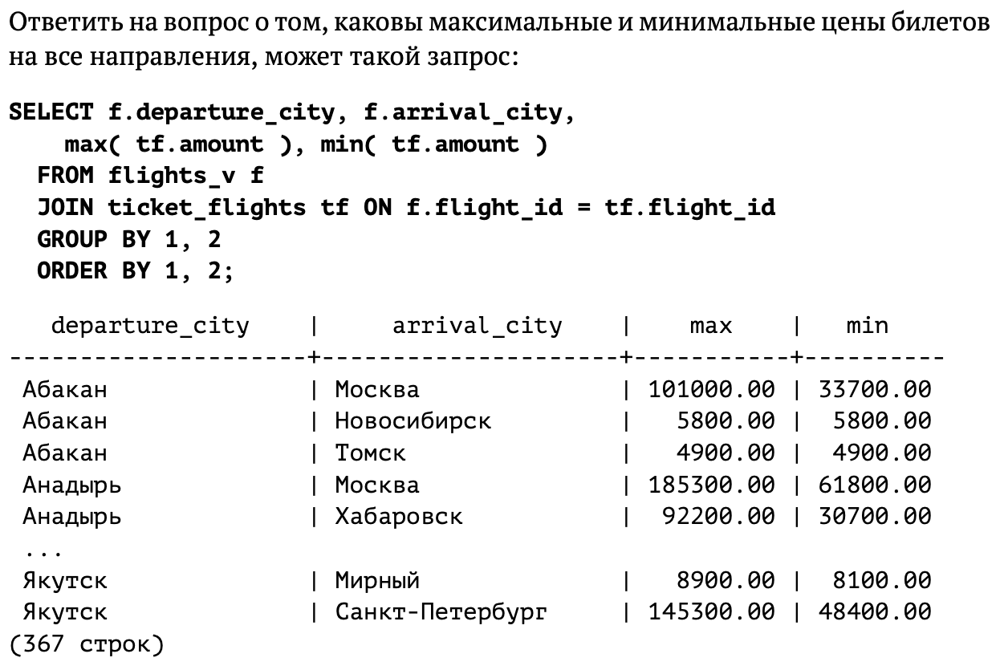 Ответить на вопрос о том, каковы максимальные и минимальные цены билетов
на все направления, может такой запрос:
SELECT f.departure_city, f.arrival_city,
    max( tf.amount ), min( tf.amount )
  FROM flights_v f
  JOIN ticket_flights tf ON f.flight_id = tf.flight_id
  GROUP BY 1, 2
  ORDER BY 1, 2;
   departure_city    |     arrival_city    |    max    |   min
---------------------+---------------------+-----------+----------
 Абакан              | Москва              | 101000.00 | 33700.00
 Абакан              | Новосибирск         |   5800.00 |  5800.00
 Абакан              | Томск               |   4900.00 |  4900.00
 Анадырь             | Москва              | 185300.00 | 61800.00
 Анадырь             | Хабаровск           |  92200.00 | 30700.00
 ...
 Якутск              | Мирный              |   8900.00 |  8100.00
 Якутск              | Санкт-Петербург     | 145300.00 | 48400.00
(367 строк)